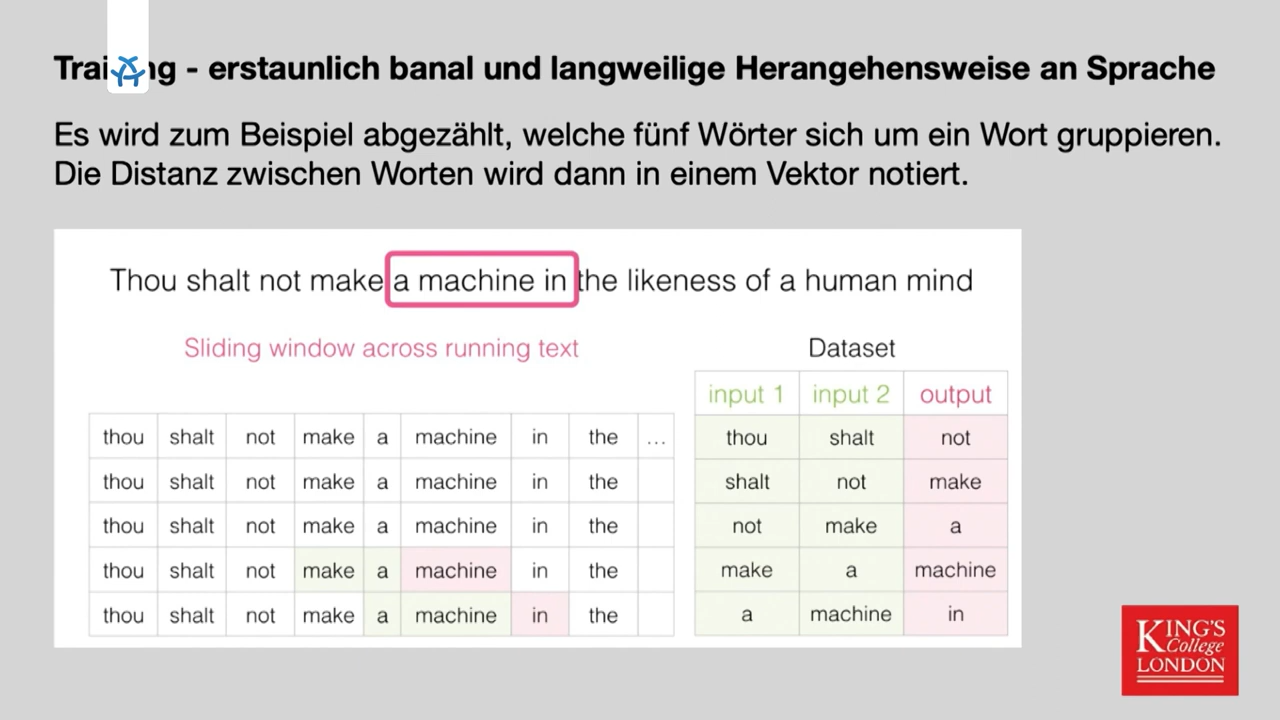 Training - erstaunlich banal und langweilige Herangehensweise an Sprache
Es wird zum Beispiel abgezählt, welche fünf Wörter sich um ein Wort gruppieren.
Die Distanz zwischen Worten wird dann in einem Vektor notiert.
Thou shalt not make a machine in the likeness of a human mind
Sliding window across running text
thou shalt not make a machine in the ...
thou shalt not make a machine in the
thou shalt not make a machine in the
thou shalt not make a machine in the
thou shalt not make a machine in the
Dataset
input 1 input 2 output
thou shalt not
shalt not make
not make a
make a machine
a machine in
KING'S
College
LONDON